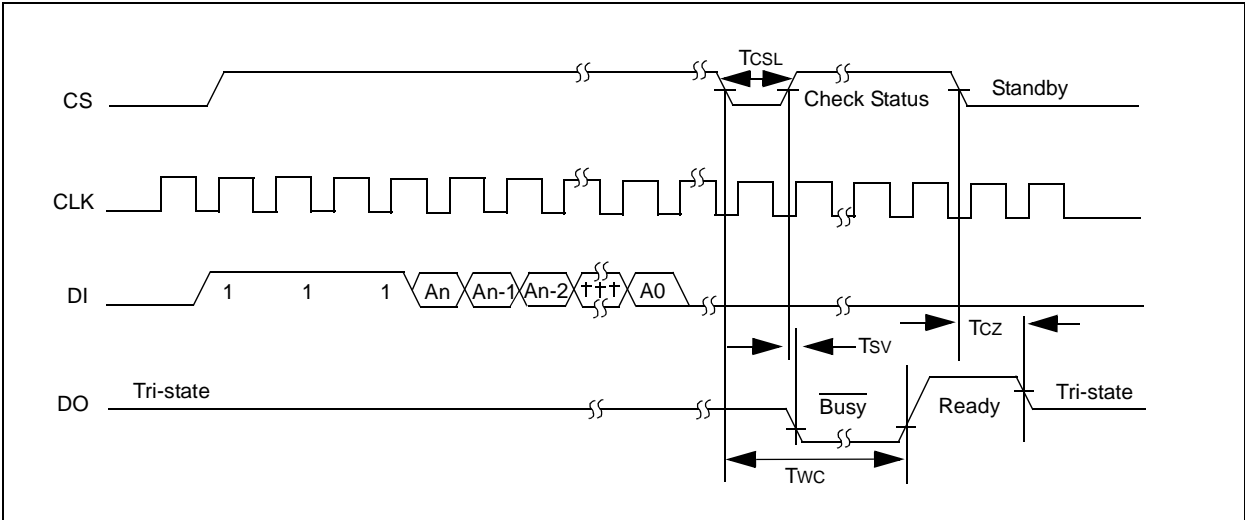 TCSL
CS
Check Status
Standby
CLK
DI
1 1 1 An An-1 An-2 ††† A0
TCZ
TSV
Tri-state
DO
Busy
Ready
Tri-state
TWC